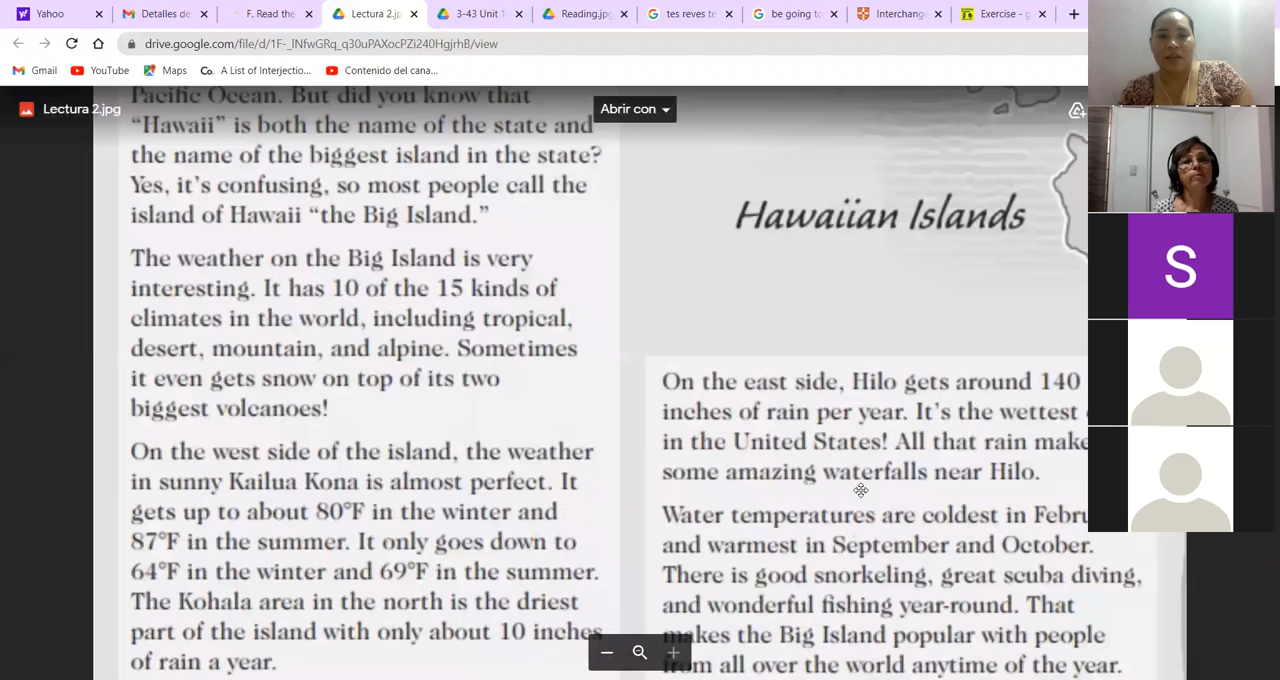 Yahoo
Detalles de
F. Read the
Lectura 2.jp
3-43 Unit 1
Reading.jpg
tes reves te
be going to
Interchang
Exercise - g
drive.google.com/file/d/1F-_lNfwGRq_q30uPAXocPZi240HgjrhB/view
Gmail
YouTube
Maps
Co. A List of Interjectio...
Contenido del cana...
Lectura 2.jpg
Abrir con
Pacific Ocean. But did you know that
“Hawaii” is both the name of the state and
the name of the biggest island in the state?
Yes, it’s confusing, so most people call the
island of Hawaii “the Big Island.”
The weather on the Big Island is very
interesting. It has 10 of the 15 kinds of
climates in the world, including tropical,
desert, mountain, and alpine. Sometimes
it even gets snow on top of its two
biggest volcanoes!
On the west side of the island, the weather
in sunny Kailua Kona is almost perfect. It
gets up to about 80°F in the winter and
87°F in the summer. It only goes down to
64°F in the winter and 69°F in the summer.
The Kohala area in the north is the driest
part of the island with only about 10 inches
of rain a year.
Hawaiian Islands
On the east side, Hilo gets around 140
inches of rain per year. It’s the wettest
in the United States! All that rain make
some amazing waterfalls near Hilo.
Water temperatures are coldest in Febru
and warmest in September and October.
There is good snorkeling, great scuba diving,
and wonderful fishing year-round. That
makes the Big Island popular with people
from all over the world anytime of the year.
S